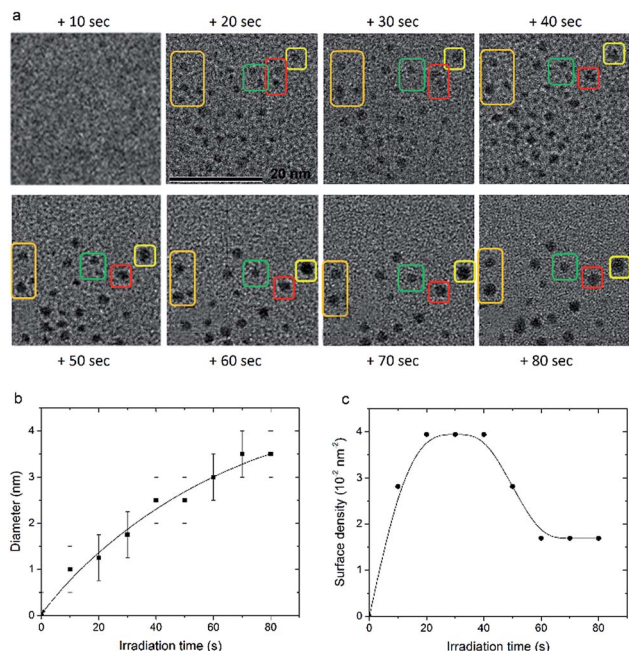 a
+ 10 sec
+ 20 sec
+ 30 sec
+ 40 sec
20 nm
+ 50 sec
+ 60 sec
+ 70 sec
+ 80 sec
b
4
3
2
1
0
Diameter (nm)
0 20 40 60 80
Irradiation time (s)
c
4
3
2
1
0
Surface density (10⁻² nm⁻²)
0 20 40 60 80
Irradiation time (s)